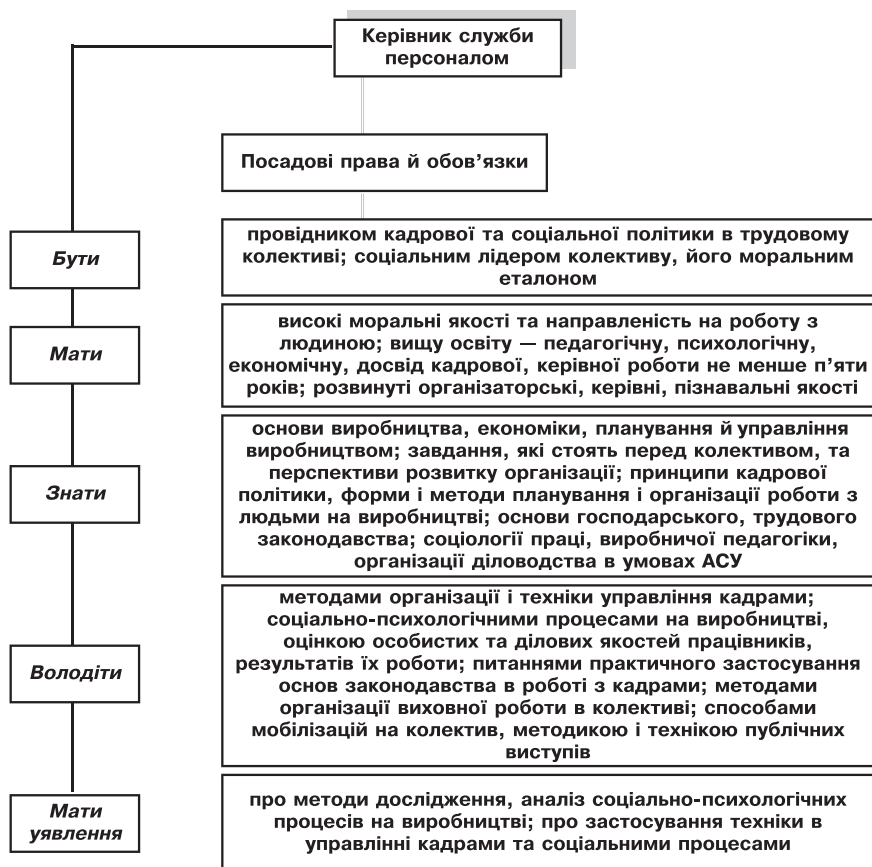 Керівник служби
персоналом
Посадові права й обов'язки
Бути
провідником кадрової та соціальної політики в трудовому
колективі; соціальним лідером колективу, його моральним
еталоном
Мати
високі моральні якості та направленість на роботу з
людиною; вищу освіту — педагогічну, психологічну,
економічну, досвід кадрової, керівної роботи не менше п'яти
років; розвинуті організаторські, керівні, пізнавальні якості
Знати
основи виробництва, економіки, планування й управління
виробництвом; завдання, які стоять перед колективом, та
перспективи розвитку організації; принципи кадрової
політики, форми і методи планування і організації роботи з
людьми на виробництві; основи господарського, трудового
законодавства; соціології праці, виробничої педагогіки,
організації діловодства в умовах АСУ
Володіти
методами організації і техніки управління кадрами;
соціально-психологічними процесами на виробництві,
оцінкою особистих та ділових якостей працівників,
результатів їх роботи; питаннями практичного застосування
основ законодавства в роботі з кадрами; методами
організації виховної роботи в колективі; способами
мобілізацій на колектив, методикою і технікою публічних
виступів
Мати
уявлення
про методи дослідження, аналіз соціально-психологічних
процесів на виробництві; про застосування техніки в
управлінні кадрами та соціальними процесами